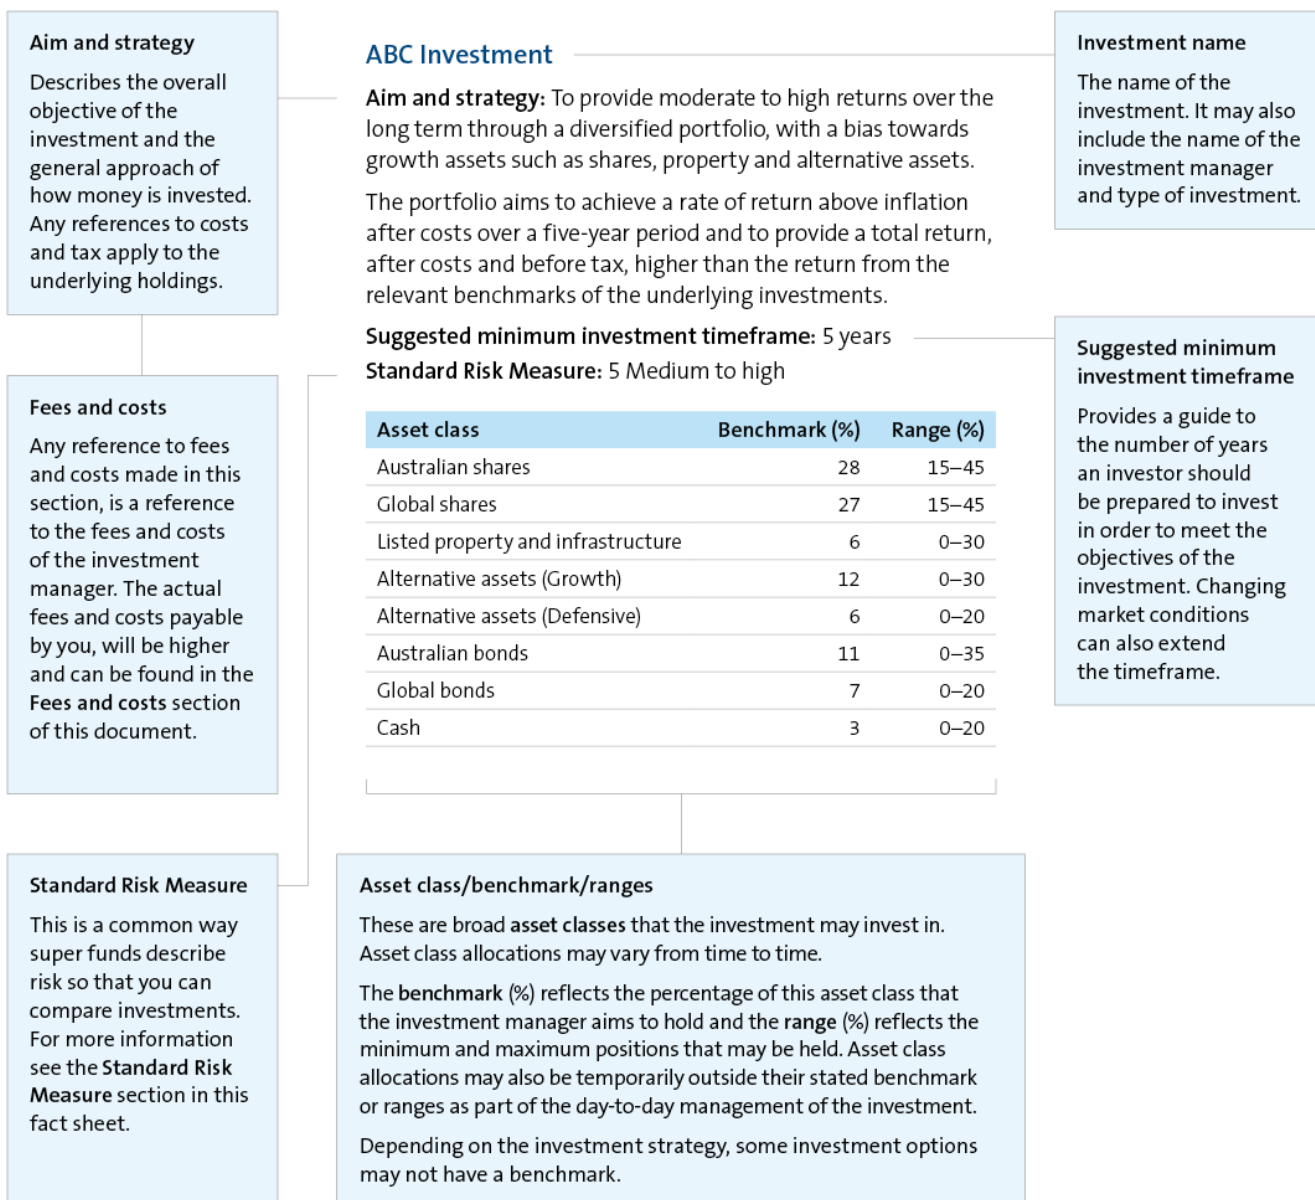 Aim and strategy
Describes the overall
objective of the
investment and the
general approach of
how money is invested.
Any references to costs
and tax apply to the
underlying holdings.
Fees and costs
Any reference to fees
and costs made in this
section, is a reference
to the fees and costs
of the investment
manager. The actual
fees and costs payable
by you, will be higher
and can be found in the
Fees and costs section
of this document.
Standard Risk Measure
This is a common way
super funds describe
risk so that you can
compare investments.
For more information
see the Standard Risk
Measure section in this
fact sheet.
ABC Investment
Aim and strategy: To provide moderate to high returns over the
long term through a diversified portfolio, with a bias towards
growth assets such as shares, property and alternative assets.
The portfolio aims to achieve a rate of return above inflation
after costs over a five-year period and to provide a total return,
after costs and before tax, higher than the return from the
relevant benchmarks of the underlying investments.
Suggested minimum investment timeframe: 5 years
Standard Risk Measure: 5 Medium to high
Asset class Benchmark (%) Range (%)
Australian shares 28 15–45
Global shares 27 15–45
Listed property and infrastructure 6 0–30
Alternative assets (Growth) 12 0–30
Alternative assets (Defensive) 6 0–20
Australian bonds 11 0–35
Global bonds 7 0–20
Cash 3 0–20
Asset class/benchmark/ranges
These are broad asset classes that the investment may invest in.
Asset class allocations may vary from time to time.
The benchmark (%) reflects the percentage of this asset class that
the investment manager aims to hold and the range (%) reflects the
minimum and maximum positions that may be held. Asset class
allocations may also be temporarily outside their stated benchmark
or ranges as part of the day-to-day management of the investment.
Depending on the investment strategy, some investment options
may not have a benchmark.
Investment name
The name of the
investment. It may also
include the name of the
investment manager
and type of investment.
Suggested minimum
investment timeframe
Provides a guide to
the number of years
an investor should
be prepared to invest
in order to meet the
objectives of the
investment. Changing
market conditions
can also extend
the timeframe.